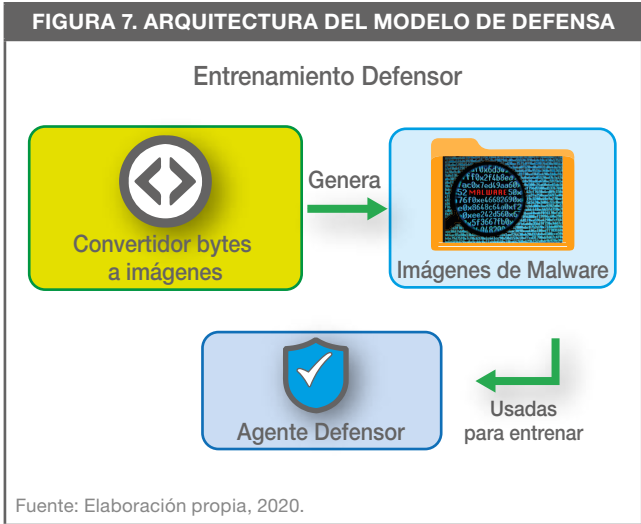 FIGURA 7. ARQUITECTURA DEL MODELO DE DEFENSA
Entrenamiento Defensor
Convertidor bytes
a imágenes
Genera
MALWARE
Imágenes de Malware
Agente Defensor
Usadas
para entrenar
Fuente: Elaboración propia, 2020.